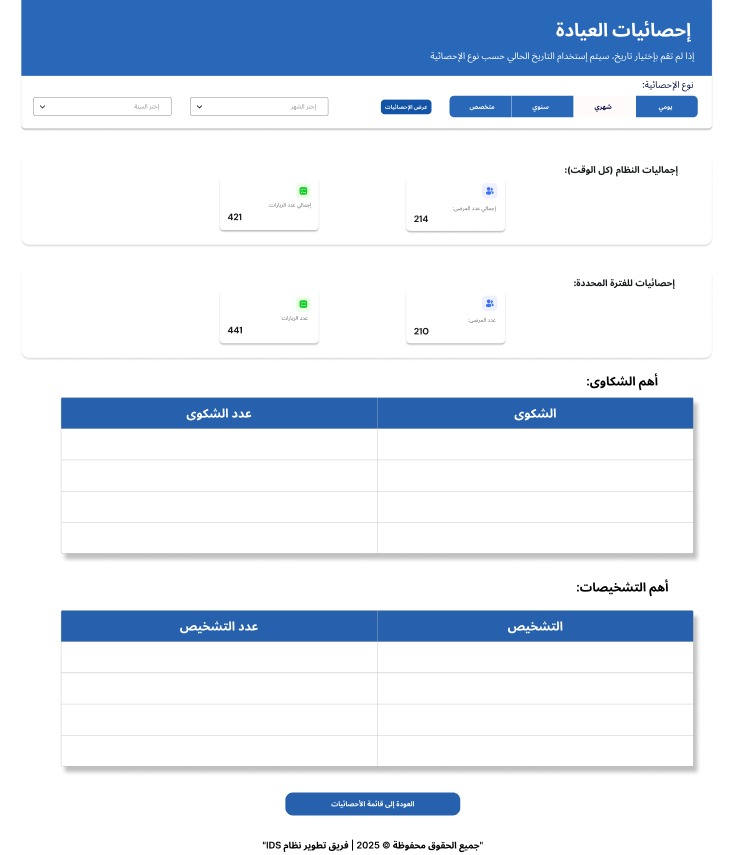 إحصائيات العيادة
إذا لم تقم بإختيار تاريخ، سيتم إستخدام التاريخ الحالي حسب نوع الإحصائية
نوع الإحصائية:
يومي
شهري
سنوي
متخصص
عرض الإحصائيات
إختر الشهر
إختر السنة
إجماليات النظام (كل الوقت):
إجمالي عدد المرضى:
214
إجمالي عدد الزيارات:
421
إحصائيات للفترة المحددة:
عدد المرضى:
210
عدد الزيارات:
441
أهم الشكاوى:
الشكوى
عدد الشكوى
أهم التشخيصات:
التشخيص
عدد التشخيص
العودة إلى قائمة الأحصائيات
"جميع الحقوق محفوظة © 2025 | فريق تطوير نظام IDS"